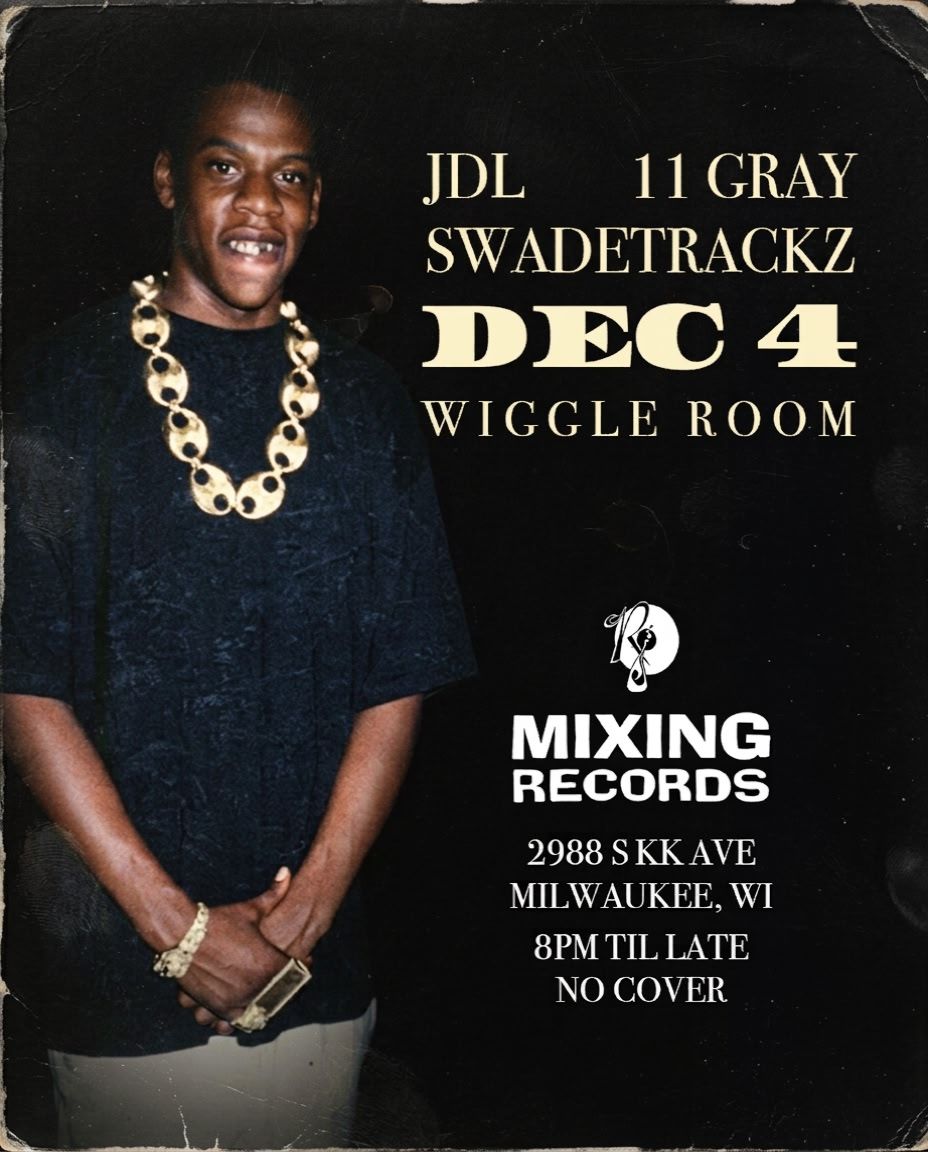 JDL 11 GRAY
SWADETRACKZ
DEC 4
WIGGLE ROOM
MIXING
RECORDS
2988 S KK AVE
MILWAUKEE, WI
8PM TIL LATE
NO COVER